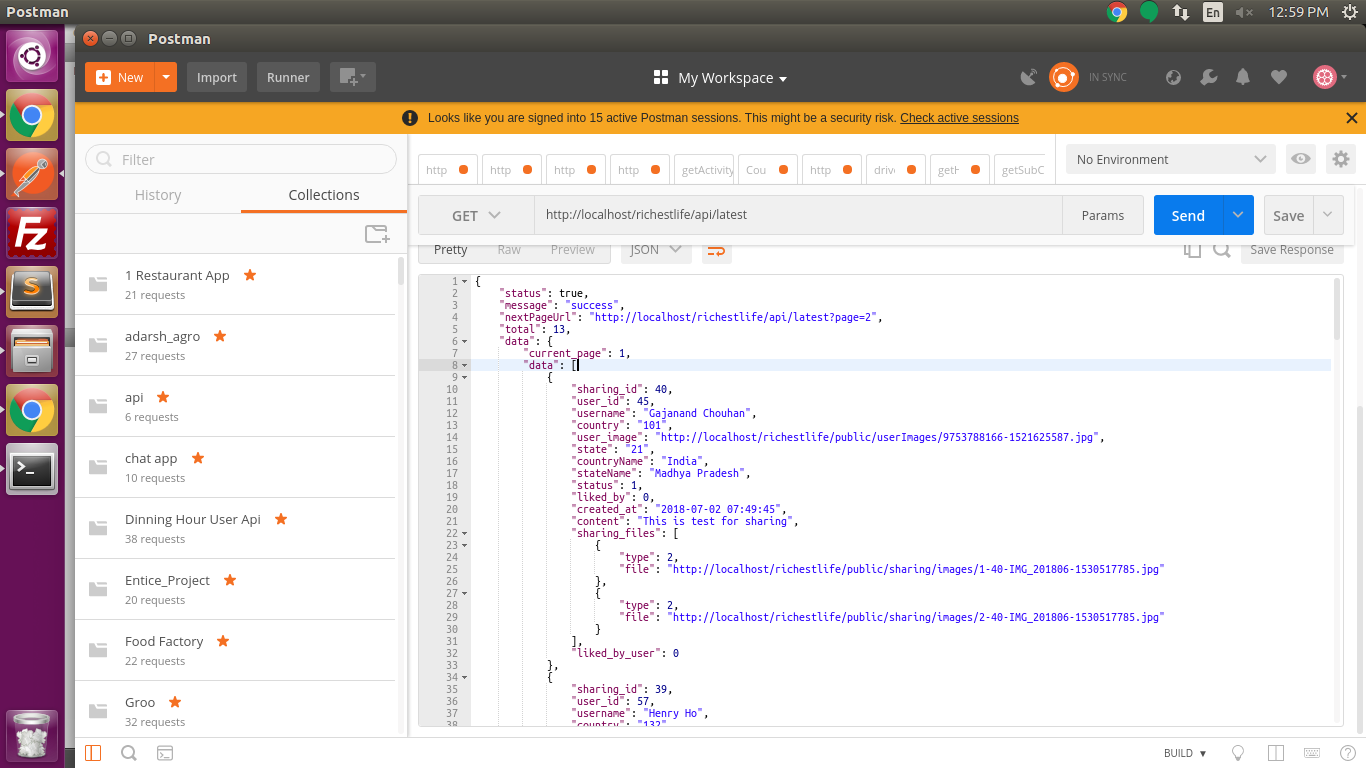 Postman
En
12:59 PM
Postman
New
Import
Runner
My Workspace
IN SYNC
Looks like you are signed into 15 active Postman sessions. This might be a security risk. Check active sessions
Filter
History
Collections
1 Restaurant App
21 requests
adarsh_agro
27 requests
api
6 requests
chat app
10 requests
Dinning Hour User Api
38 requests
Entice_Project
20 requests
Food Factory
22 requests
Groo
32 requests
http
http
http
http
getActivity
Cou
http
drive
getH
getSubC
No Environment
GET
http://localhost/richestlife/api/latest
Params
Send
Save
Pretty
Raw
Preview
JSON
Save Response
1 {
2 "status": true,
3 "message": "success",
4 "nextPageUrl": "http://localhost/richestlife/api/latest?page=2",
5 "total": 13,
6 "data": {
7 "current_page": 1,
8 "data": [
9 {
10 "sharing_id": 40,
11 "user_id": 45,
12 "username": "Gajanand Chouhan",
13 "country": "101",
14 "user_image": "http://localhost/richestlife/public/userImages/9753788166-1521625587.jpg",
15 "state": "21",
16 "countryName": "India",
17 "stateName": "Madhya Pradesh",
18 "status": 1,
19 "liked_by": 0,
20 "created_at": "2018-07-02 07:49:45",
21 "content": "This is test for sharing",
22 "sharing_files": [
23 {
24 "type": 2,
25 "file": "http://localhost/richestlife/public/sharing/images/1-40-IMG_201806-1530517785.jpg"
26 },
27 {
28 "type": 2,
29 "file": "http://localhost/richestlife/public/sharing/images/2-40-IMG_201806-1530517785.jpg"
30 }
31 ],
32 "liked_by_user": 0
33 },
34 {
35 "sharing_id": 39,
36 "user_id": 57,
37 "username": "Henry Ho",
38 "country": "132"
BUILD